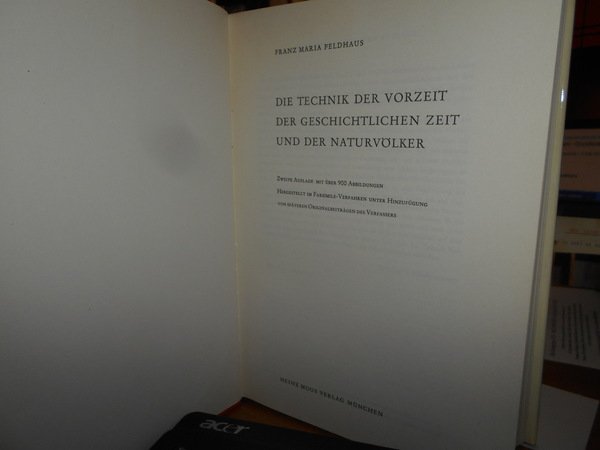 FRANZ MARIA FELDHAUS
DIE TECHNIK DER VORZEIT
DER GESCHICHTLICHEN ZEIT
UND DER NATURVÖLKER
ZWEITE AUFLAGE MIT ÜBER 900 ABBILDUNGEN
HERGESTELLT IM FAKSIMILE-VERFAHREN UNTER HINZUFÜGUNG
VON SPÄTEREN ORIGINALBEITRÄGEN DES VERFASSERS
HEINZ MOOS VERLAG MÜNCHEN
acer